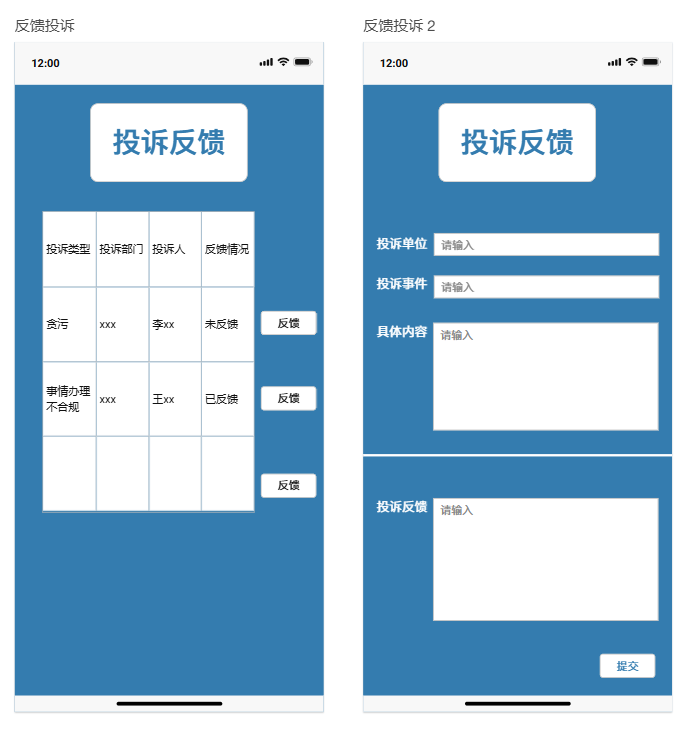 反馈投诉
12:00
投诉反馈
投诉类型 投诉部门 投诉人 反馈情况
贪污 xxx 李xx 未反馈 反馈
事情办理
不合规 xxx 王xx 已反馈 反馈
反馈
反馈投诉 2
12:00
投诉反馈
投诉单位 请输入
投诉事件 请输入
具体内容 请输入
投诉反馈 请输入
提交